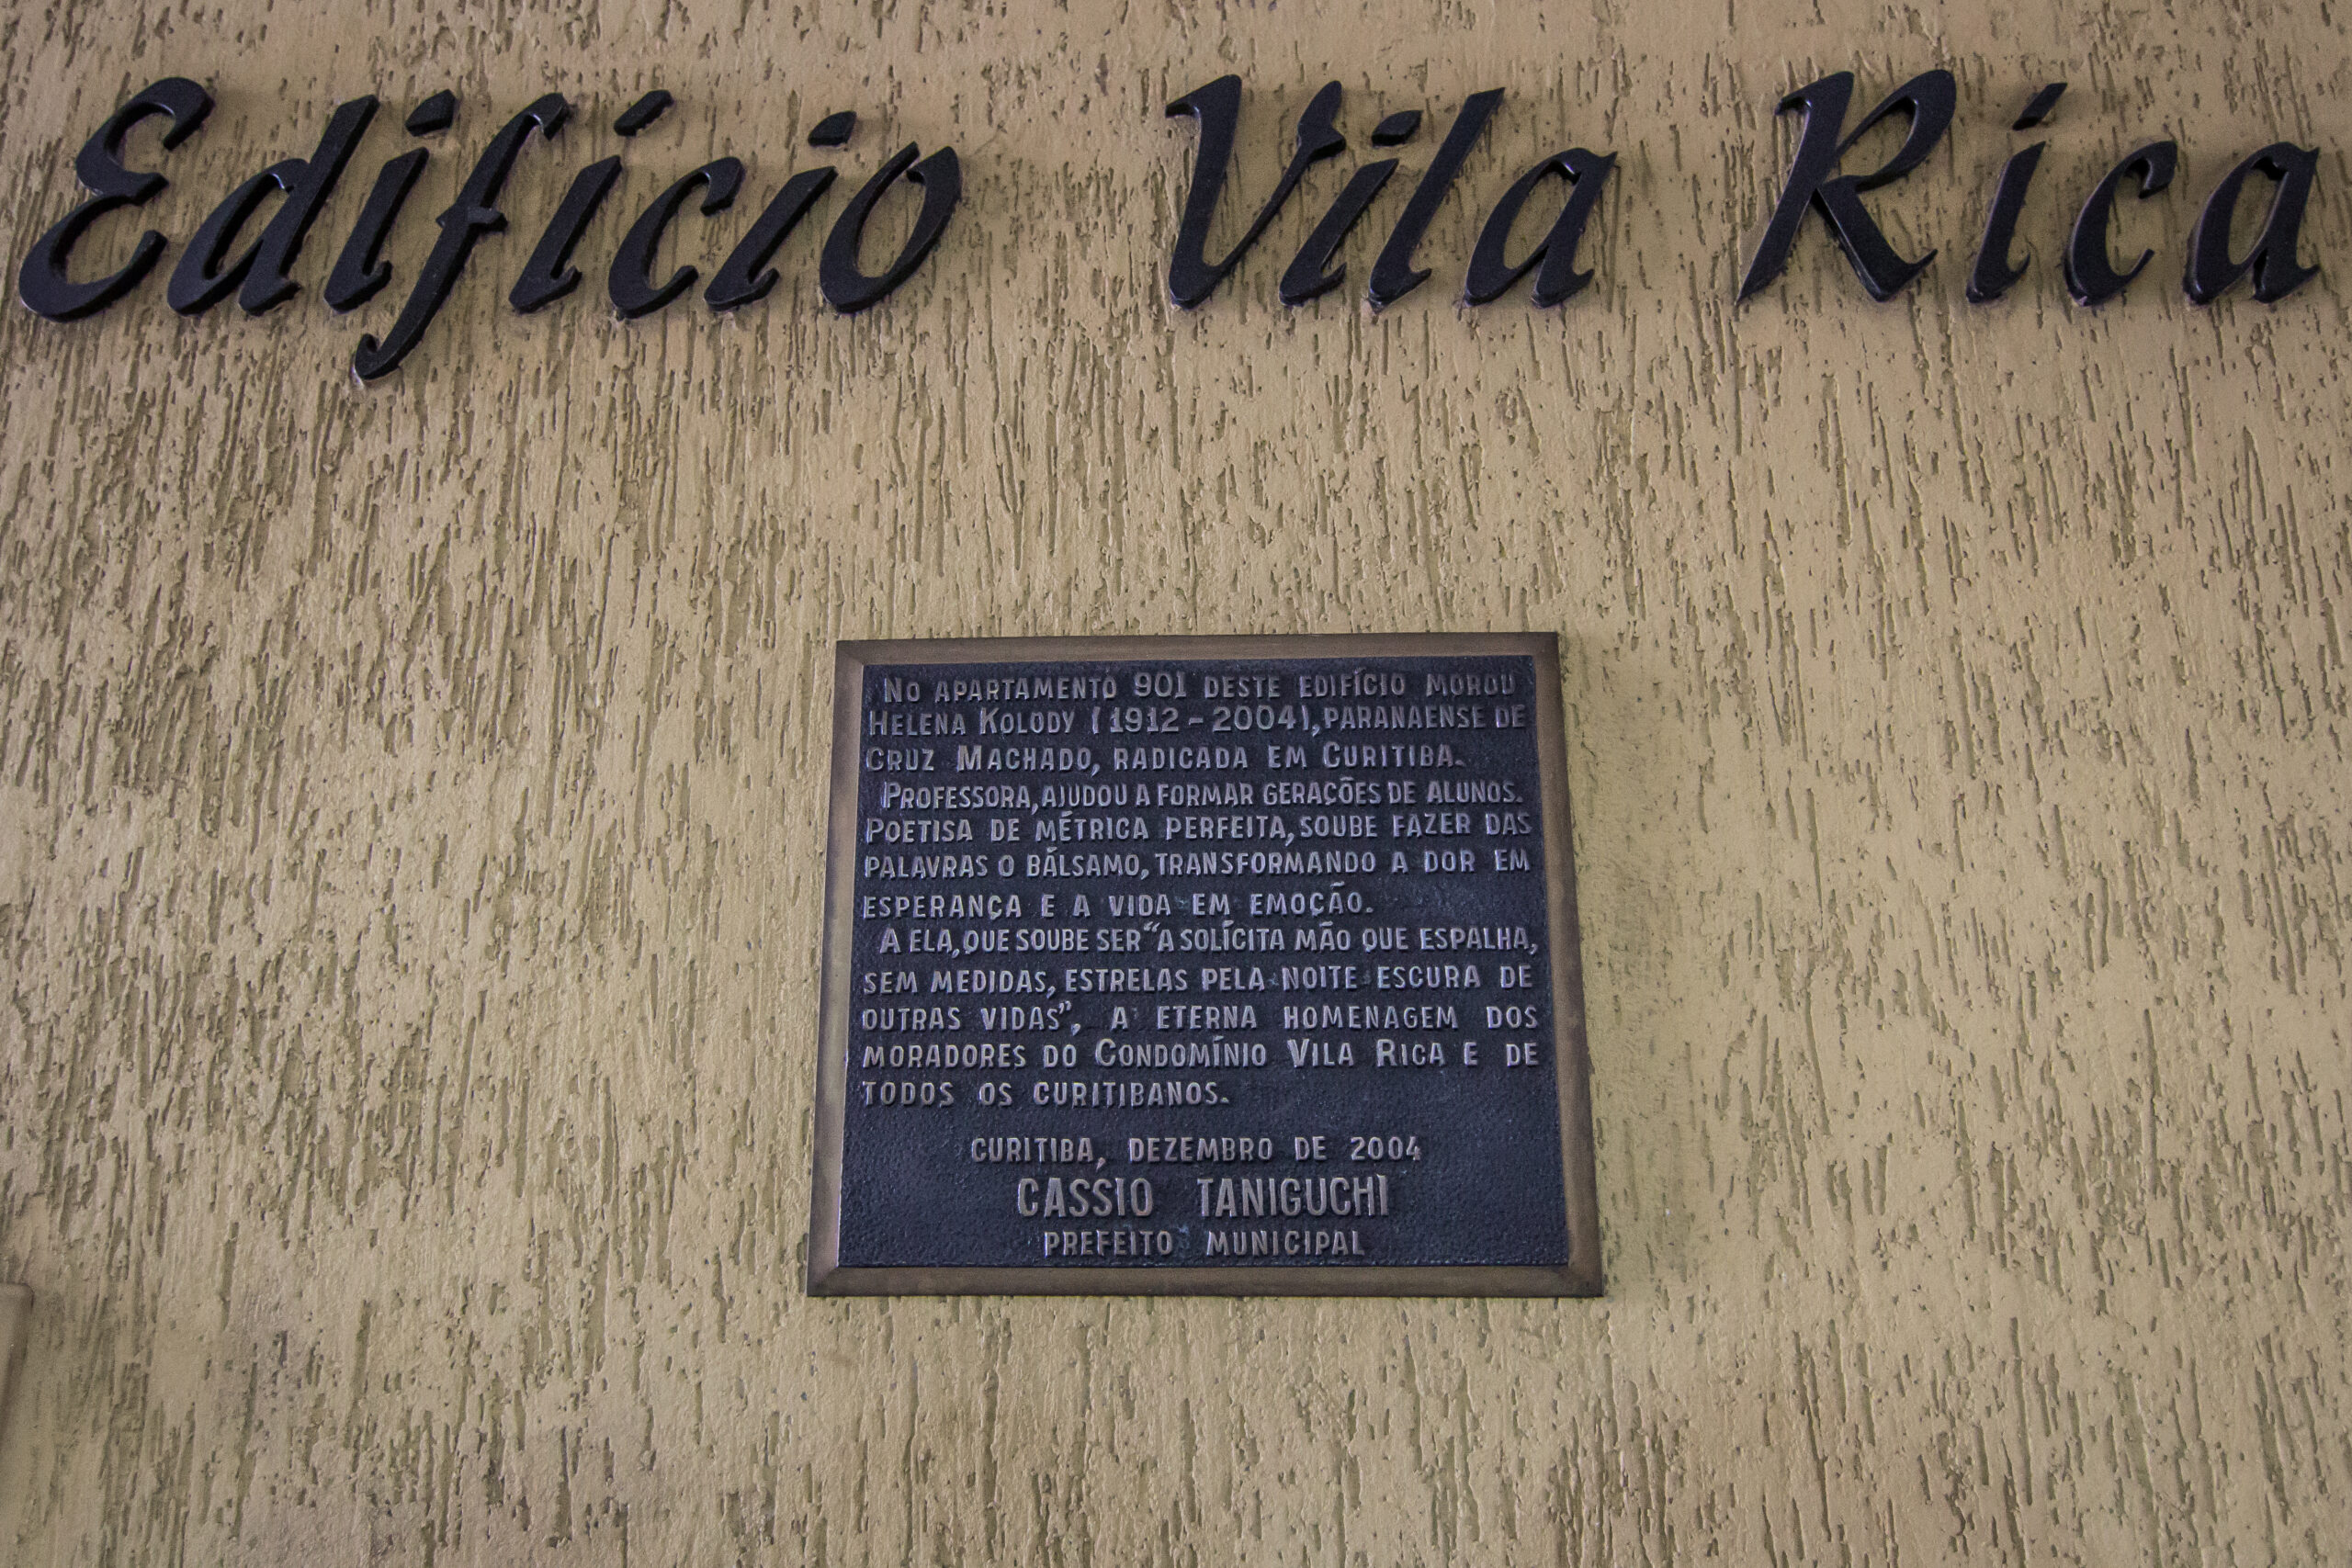 Edifício Vila Rica
NO APARTAMENTO 901 DESTE EDIFÍCIO MOROU
HELENA KOLODY (1912 - 2004), PARANAENSE DE
CRUZ MACHADO, RADICADA EM CURITIBA.
PROFESSORA, AJUDOU A FORMAR GERAÇÕES DE ALUNOS.
POETISA DE MÉTRICA PERFEITA, SOUBE FAZER DAS
PALAVRAS O BÁLSAMO, TRANSFORMANDO A DOR EM
ESPERANÇA E A VIDA EM EMOÇÃO.
A ELA, QUE SOUBE SER "A SOLÍCITA MÃO QUE ESPALHA,
SEM MEDIDAS, ESTRELAS PELA NOITE ESCURA DE
OUTRAS VIDAS", A ETERNA HOMENAGEM DOS
MORADORES DO CONDOMÍNIO VILA RICA E DE
TODOS OS CURITIBANOS.
CURITIBA, DEZEMBRO DE 2004
CASSIO TANIGUCHI
PREFEITO MUNICIPAL